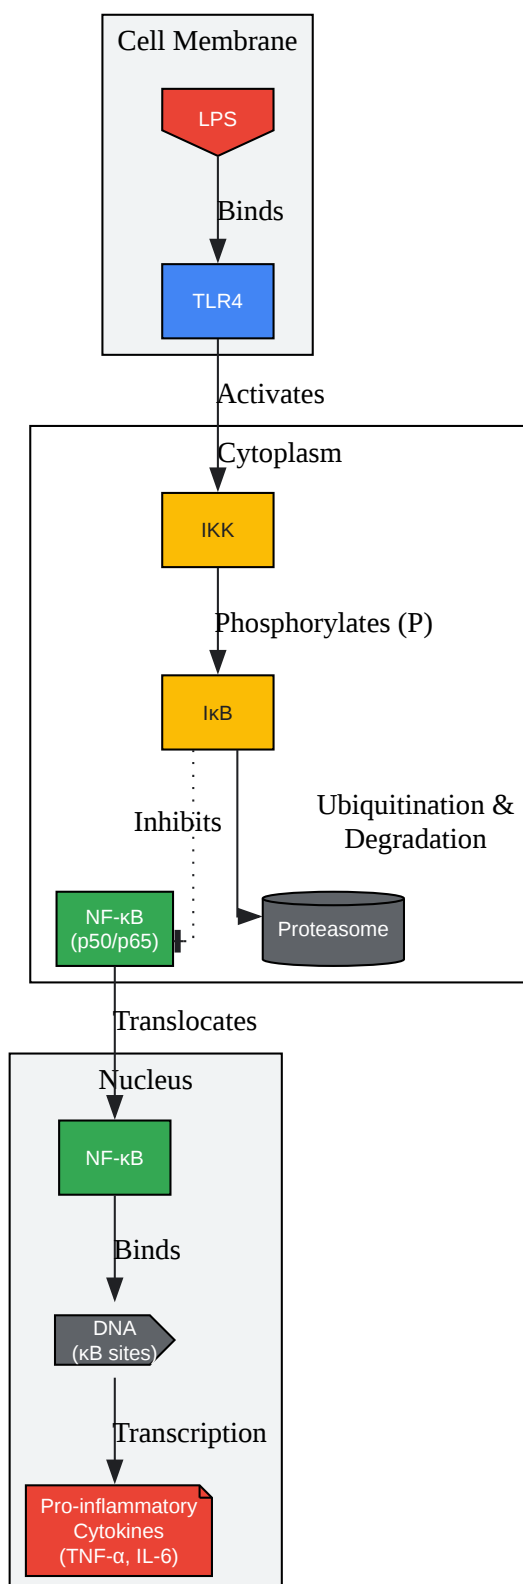 Cell Membrane
LPS
Binds
TLR4
Activates
Cytoplasm
IKK
Phosphorylates (P)
IκB
Inhibits
Ubiquitination &
Degradation
NF-κB
(p50/p65)
Proteasome
Translocates
Nucleus
NF-κB
Binds
DNA
(κB sites)
Transcription
Pro-inflammatory
Cytokines
(TNF-α, IL-6)